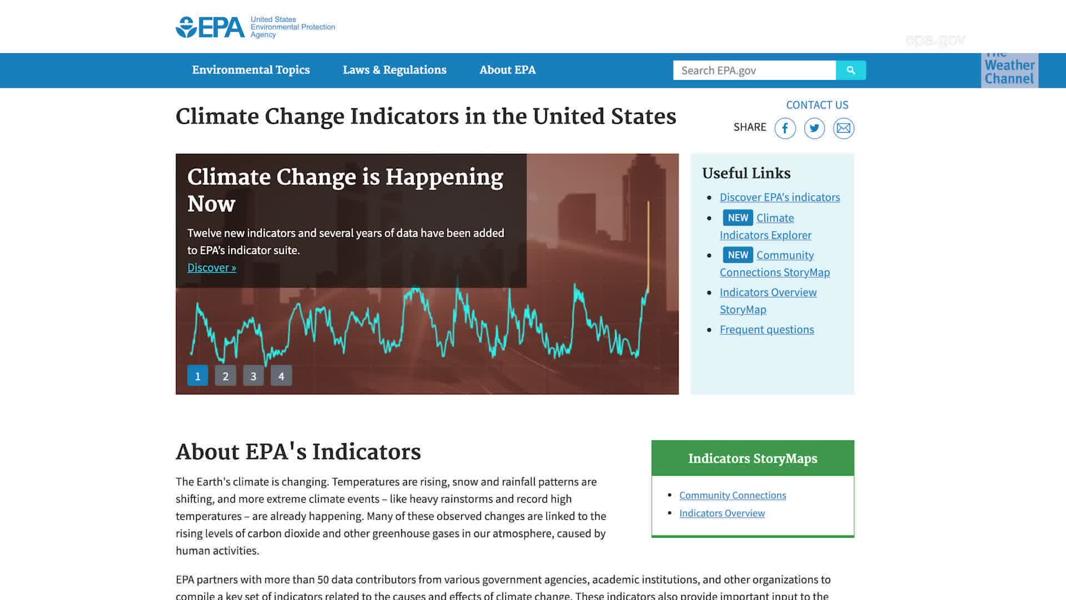 EPA
United States
Environmental Protection
Agency
epa.gov
Environmental Topics
Laws & Regulations
About EPA
Search EPA.gov
The
Weather
Channel
Climate Change Indicators in the United States
CONTACT US
SHARE
Climate Change is Happening
Now
Twelve new indicators and several years of data have been added
to EPA's indicator suite.
Discover »
1
2
3
4
Useful Links
Discover EPA's indicators
NEW Climate
Indicators Explorer
NEW Community
Connections StoryMap
Indicators Overview
StoryMap
Frequent questions
About EPA's Indicators
The Earth's climate is changing. Temperatures are rising, snow and rainfall patterns are
shifting, and more extreme climate events – like heavy rainstorms and record high
temperatures – are already happening. Many of these observed changes are linked to the
rising levels of carbon dioxide and other greenhouse gases in our atmosphere, caused by
human activities.
Indicators StoryMaps
Community Connections
Indicators Overview
EPA partners with more than 50 data contributors from various government agencies, academic institutions, and other organizations to
compile a key set of indicators related to the causes and effects of climate change. These indicators also provide important input to the